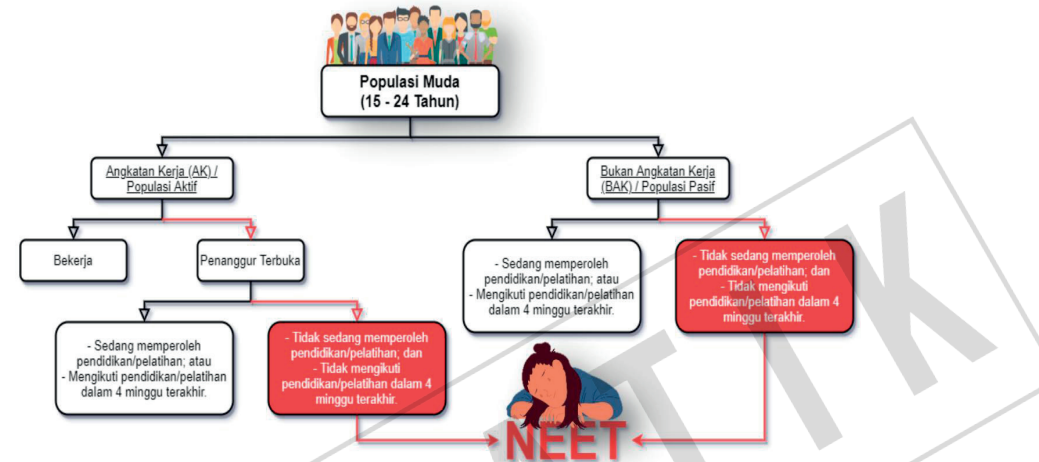 Populasi Muda
(15 - 24 Tahun)
Angkatan Kerja (AK) /
Populasi Aktif
Bukan Angkatan Kerja
(BAK) / Populasi Pasif
Bekerja
Penanggur Terbuka
- Sedang memperoleh
pendidikan/pelatihan; atau
- Mengikuti pendidikan/pelatihan
dalam 4 minggu terakhir.
- Tidak sedang memperoleh
pendidikan/pelatihan; dan
- Tidak mengikuti
pendidikan/pelatihan dalam 4
minggu terakhir.
- Sedang memperoleh
pendidikan/pelatihan; atau
- Mengikuti pendidikan/pelatihan
dalam 4 minggu terakhir.
- Tidak sedang memperoleh
pendidikan/pelatihan; dan
- Tidak mengikuti
pendidikan/pelatihan dalam 4
minggu terakhir.
NEET